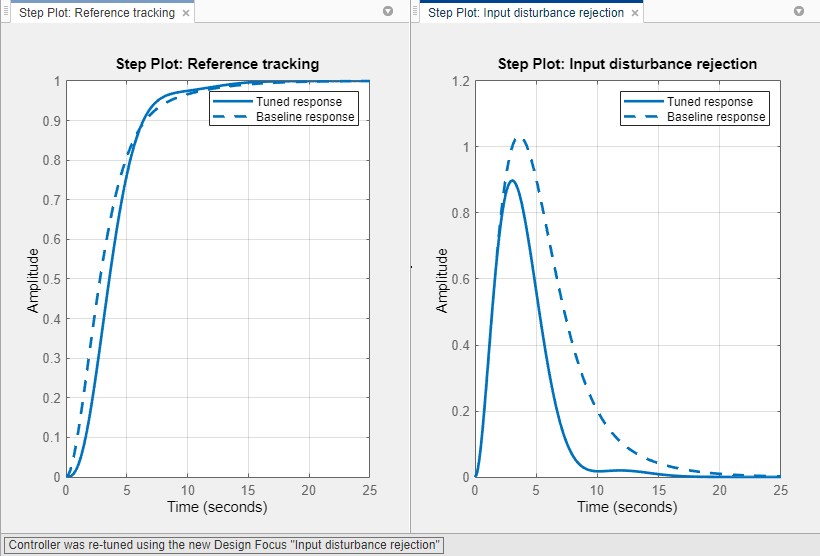 Step Plot: Reference tracking
Step Plot: Input disturbance rejection
Step Plot: Reference tracking
Tuned response
Baseline response
1
0.9
0.8
0.7
0.6
0.5
0.4
0.3
0.2
0.1
0
Amplitude
0 5 10 15 20 25
Time (seconds)
Step Plot: Input disturbance rejection
Tuned response
Baseline response
1.2
1
0.8
0.6
0.4
0.2
0
Amplitude
0 5 10 15 20 25
Time (seconds)
Controller was re-tuned using the new Design Focus "Input disturbance rejection"